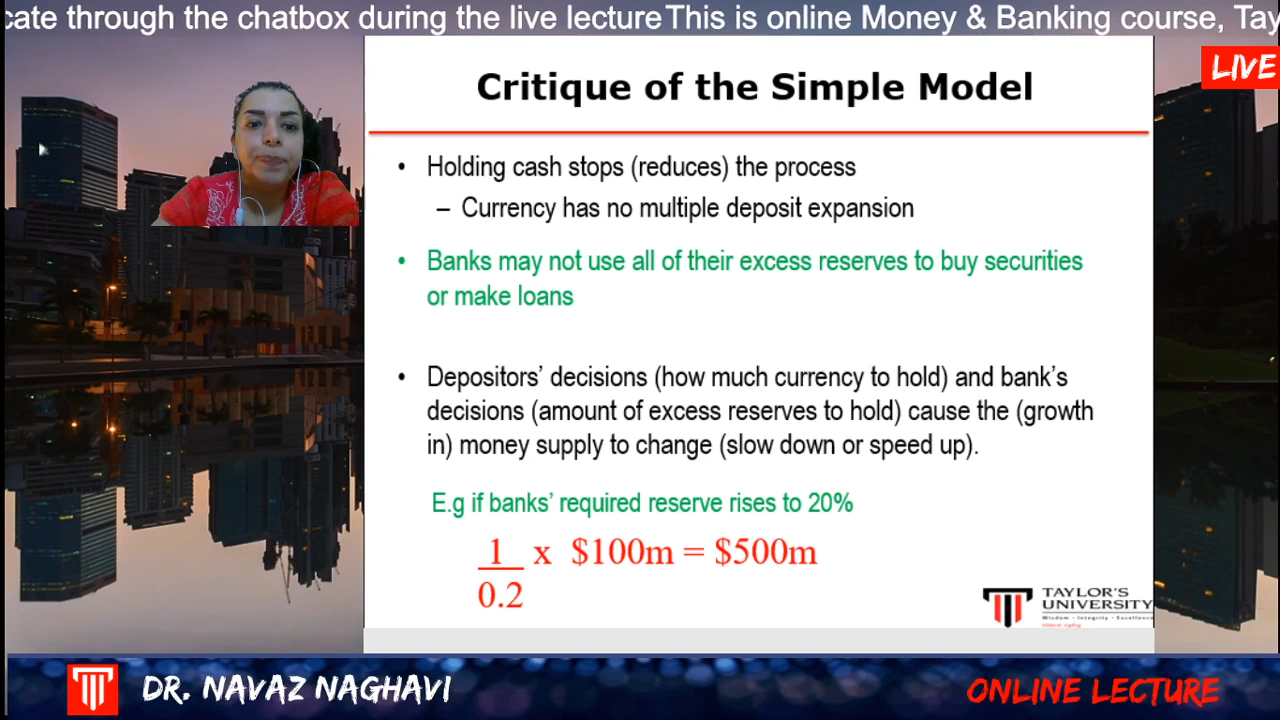 cate through the chatbox during the live lectureThis is online Money & Banking course, Tay
LIVE
Critique of the Simple Model
• Holding cash stops (reduces) the process
– Currency has no multiple deposit expansion
• Banks may not use all of their excess reserves to buy securities
or make loans
• Depositors' decisions (how much currency to hold) and bank's
decisions (amount of excess reserves to hold) cause the (growth
in) money supply to change (slow down or speed up).
E.g if banks' required reserve rises to 20%
1 x $100m = $500m
0.2
TAYLOR'S
UNIVERSITY
Wisdom • Integrity • Excellence
since 1969
DR. NAVAZ NAGHAVI
ONLINE LECTURE